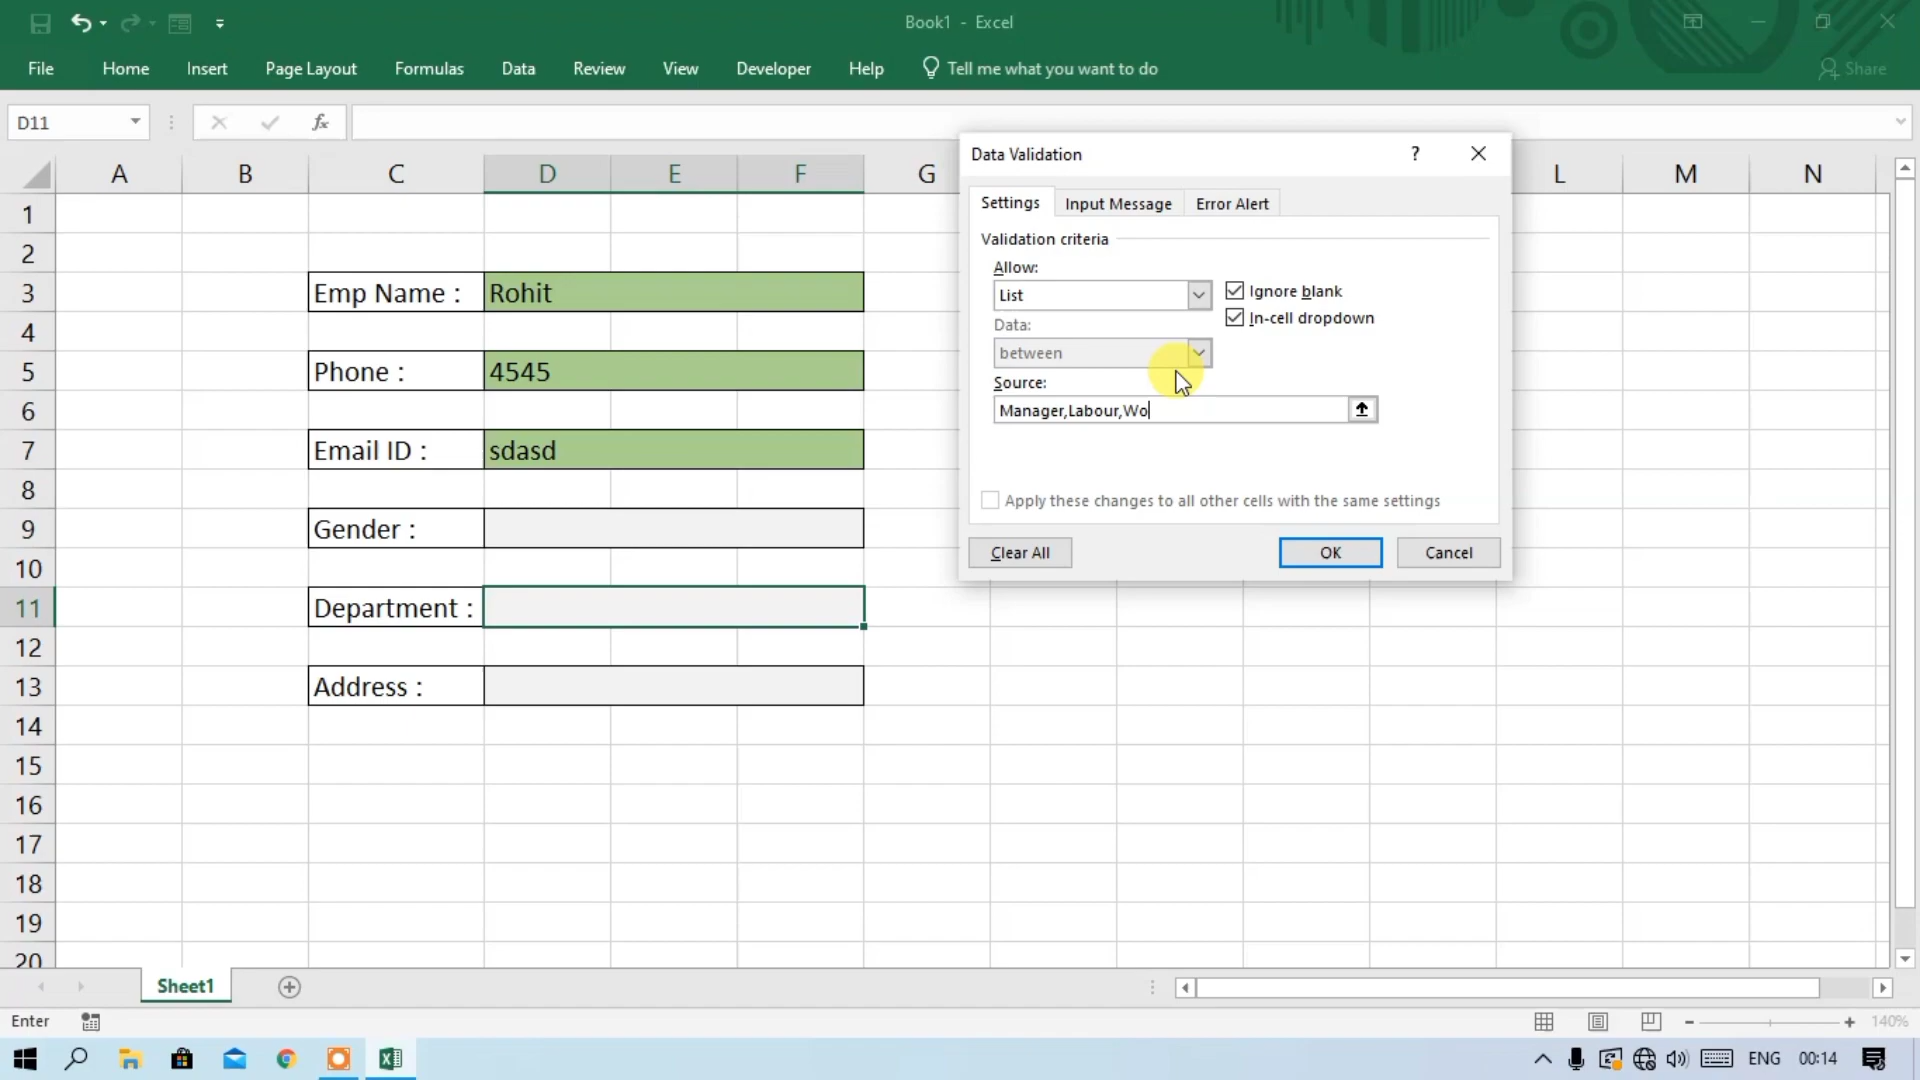 Book1 - Excel
File Home Insert Page Layout Formulas Data Review View Developer Help Tell me what you want to do Share
D11 fx
Data Validation ?
A B C D E F G L M N
Settings Input Message Error Alert
Validation criteria
Allow:
List
Ignore blank
In-cell dropdown
Data:
between
Source:
Manager,Labour,Wo
Apply these changes to all other cells with the same settings
Clear All OK Cancel
1
2
3 Emp Name : Rohit
4
5 Phone : 4545
6
7 Email ID : sdasd
8
9 Gender :
10
11 Department :
12
13 Address :
14
15
16
17
18
19
20
Sheet1
Enter 140%
ENG 00:14